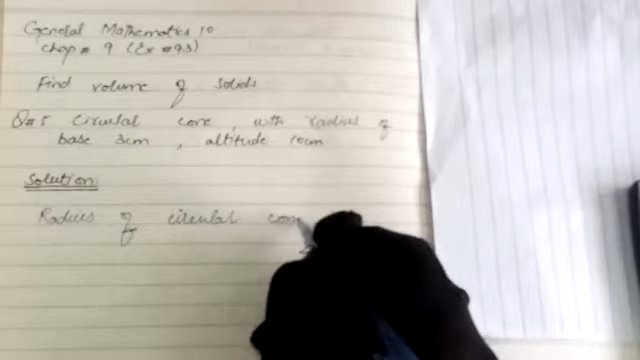 General Mathematics 10
Chap # 9 (Ex # 9.3)
Find volume of solids
Q # 5 Circular cone, with radius of
base 3cm, altitude 10cm
Solution
Radius of circular con